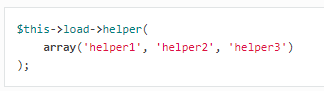 $this->load->helper(
    array('helper1', 'helper2', 'helper3')
);